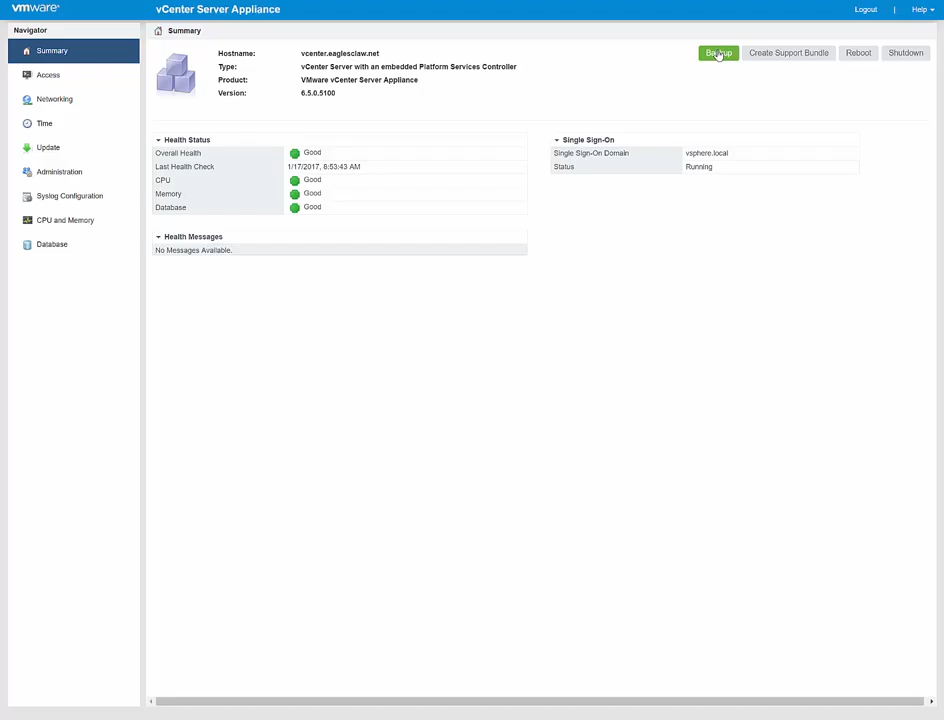 vmware
vCenter Server Appliance
Logout | Help
Navigator
Summary
Access
Networking
Time
Update
Administration
Syslog Configuration
CPU and Memory
Database
Summary
Hostname: vcenter.eaglesclaw.net
Type: vCenter Server with an embedded Platform Services Controller
Product: VMware vCenter Server Appliance
Version: 6.5.0.5100
Backup Create Support Bundle Reboot Shutdown
Health Status
Overall Health Good
Last Health Check 1/17/2017, 8:53:43 AM
CPU Good
Memory Good
Database Good
Health Messages
No Messages Available.
Single Sign-On
Single Sign-On Domain vsphere.local
Status Running